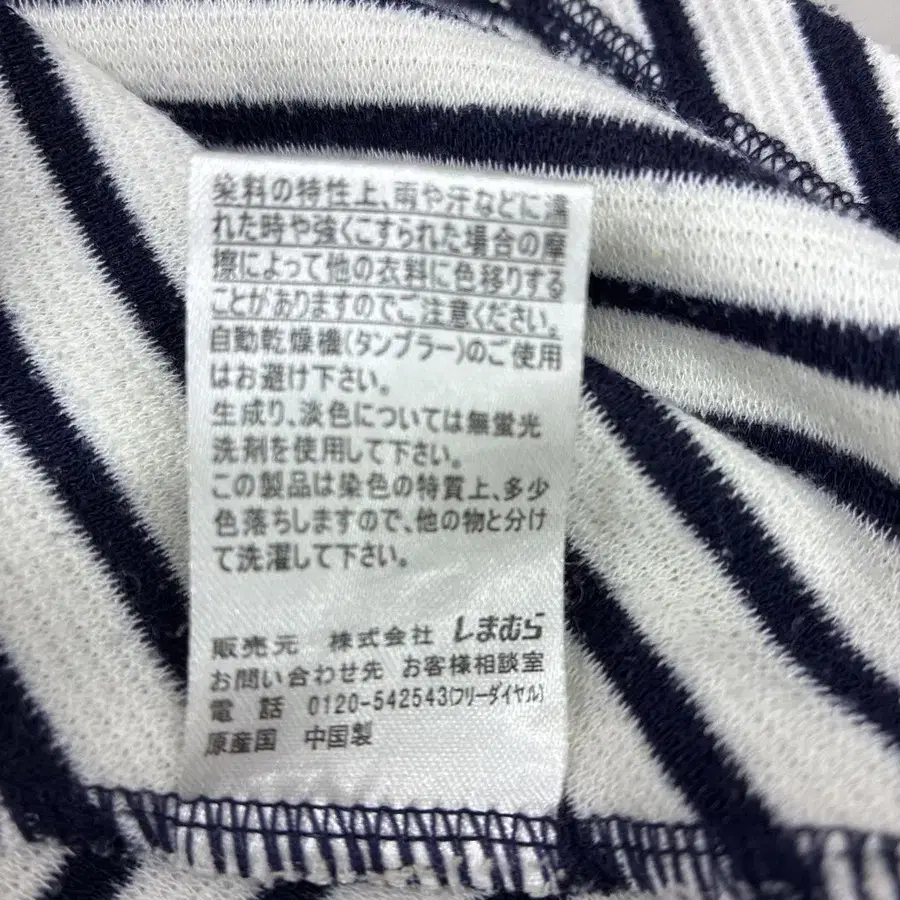 染料の特性上、雨や汗などに濡
れた時や強くこすられた場合の摩
擦によって他の衣料に色移りする
ことがありますのでご注意ください。
自動乾燥機(タンブラー)のご使用
はお避け下さい。
生成り、淡色については無蛍光
洗剤を使用して下さい。
この製品は染色の特質上、多少
色落ちしますので、他の物と分け
て洗濯して下さい。
販売元 株式会社 しまむら
お問い合わせ先 お客様相談室
電話 0120-542543(フリーダイヤル)
原産国 中国製